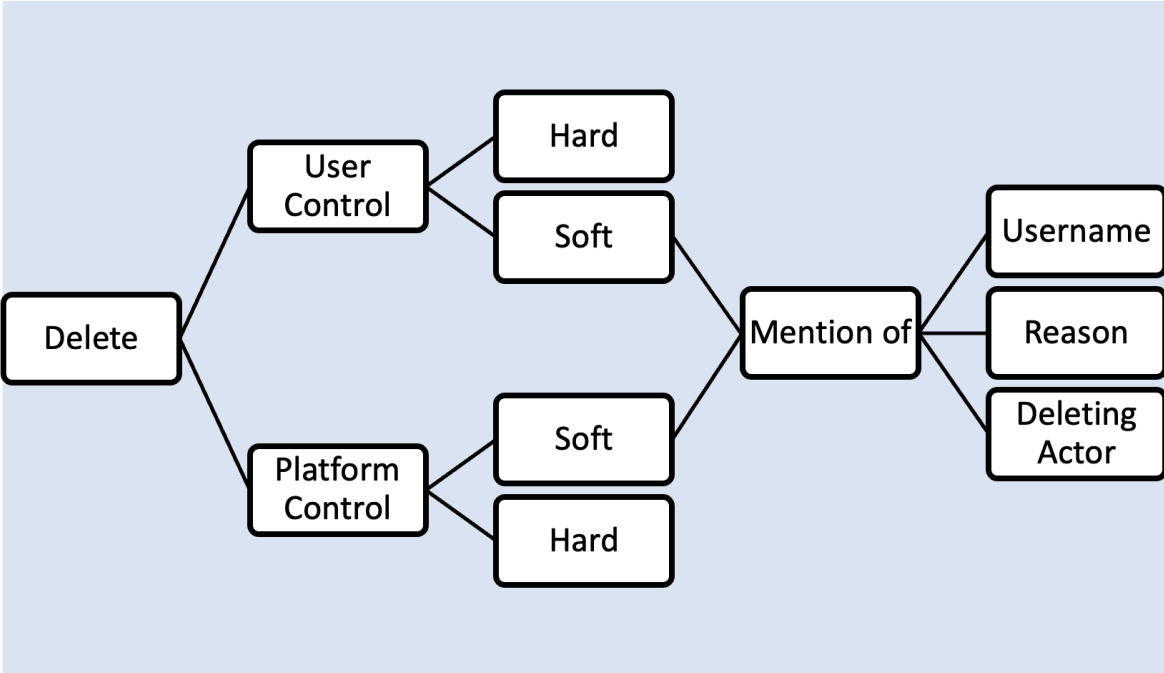 Delete
User
Control
Platform
Control
Hard
Soft
Soft
Hard
Mention of
Username
Reason
Deleting
Actor